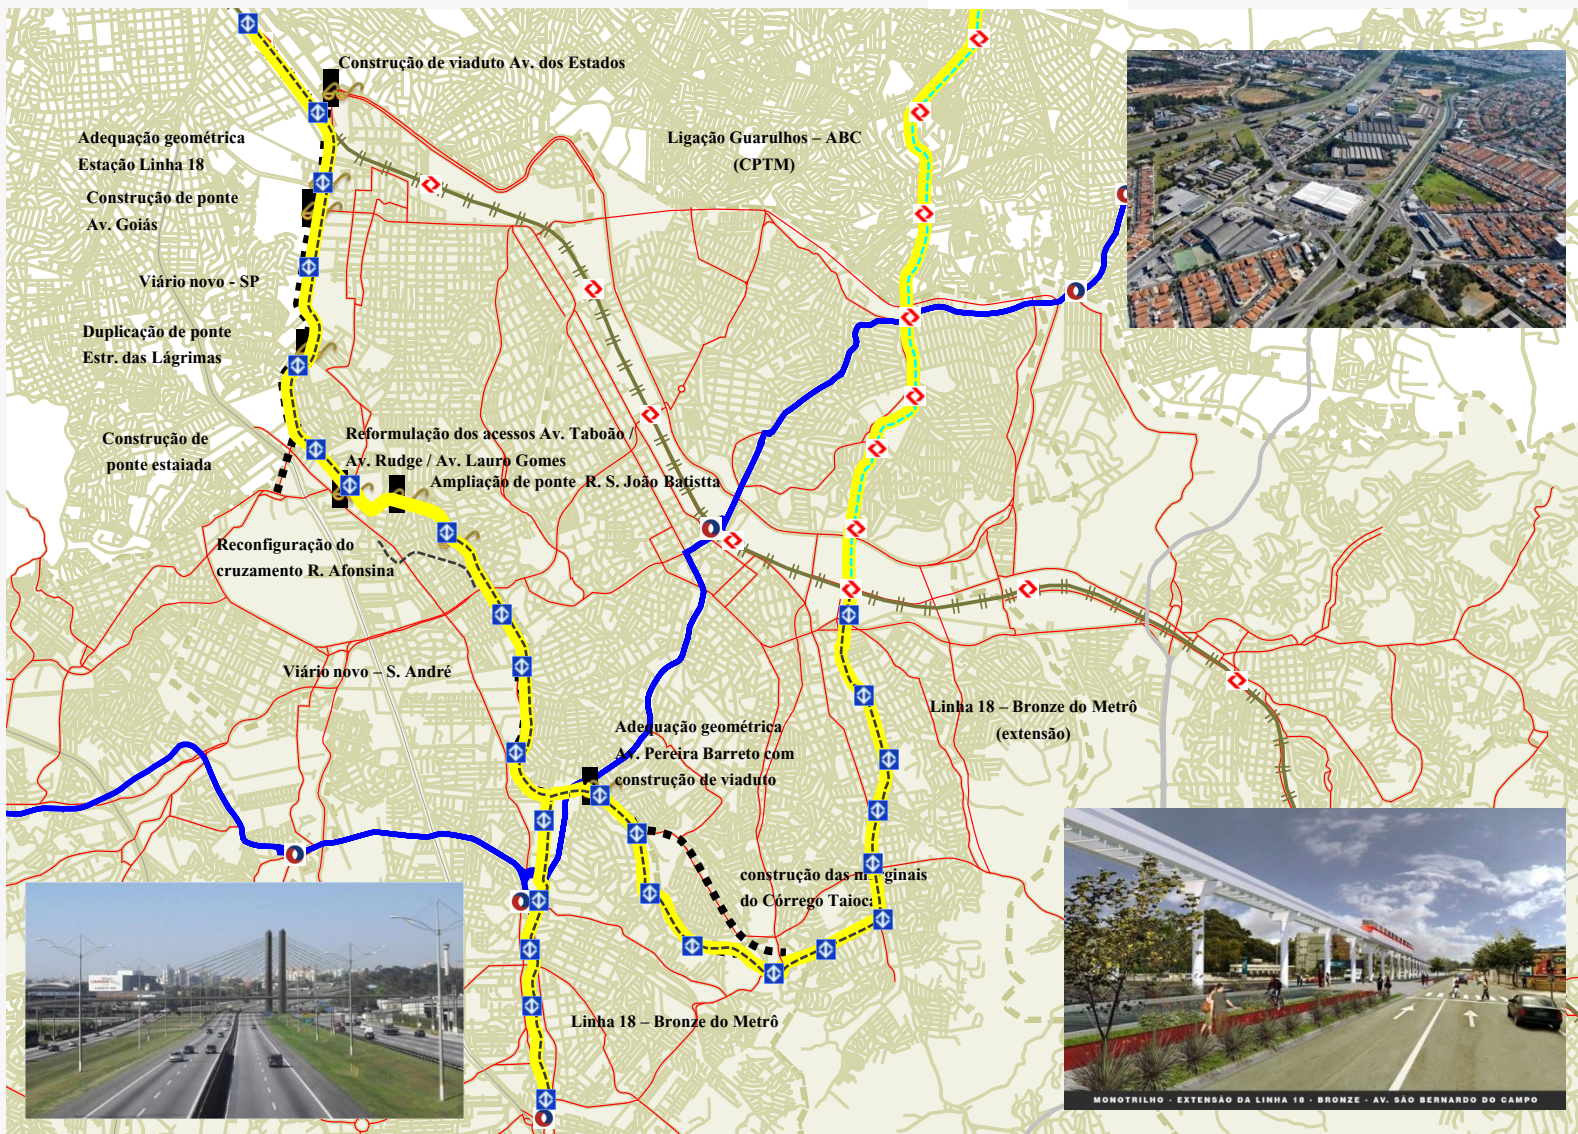 Construção de viaduto Av. dos Estados
Adequação geométrica
Estação Linha 18
Ligação Guarulhos – ABC
(CPTM)
Construção de ponte
Av. Goiás
Viário novo - SP
Duplicação de ponte
Estr. das Lágrimas
Construção de
ponte estaiada
Reformulação dos acessos Av. Taboão /
Av. Rudge / Av. Lauro Gomes
Ampliação de ponte R. S. João Batistta
Reconfiguração do
cruzamento R. Afonsina
Viário novo – S. André
Linha 18 – Bronze do Metrô
(extensão)
Adequação geométrica
Av. Pereira Barreto com
construção de viaduto
construção das marginais
do Córrego Taioca
Linha 18 – Bronze do Metrô
MONOTRILHO - EXTENSÃO DA LINHA 18 - BRONZE - AV. SÃO BERNARDO DO CAMPO